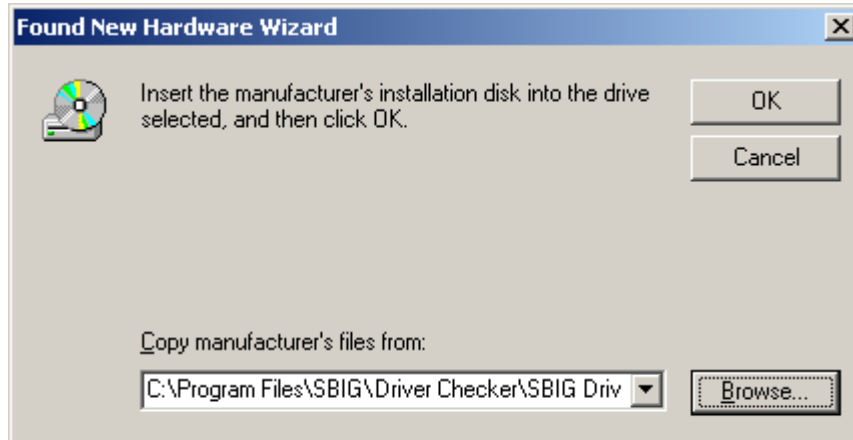 Found New Hardware Wizard
Insert the manufacturer's installation disk into the drive
selected, and then click OK.
OK
Cancel
Copy manufacturer's files from:
C:\Program Files\SBIG\Driver Checker\SBIG Driv
Browse...